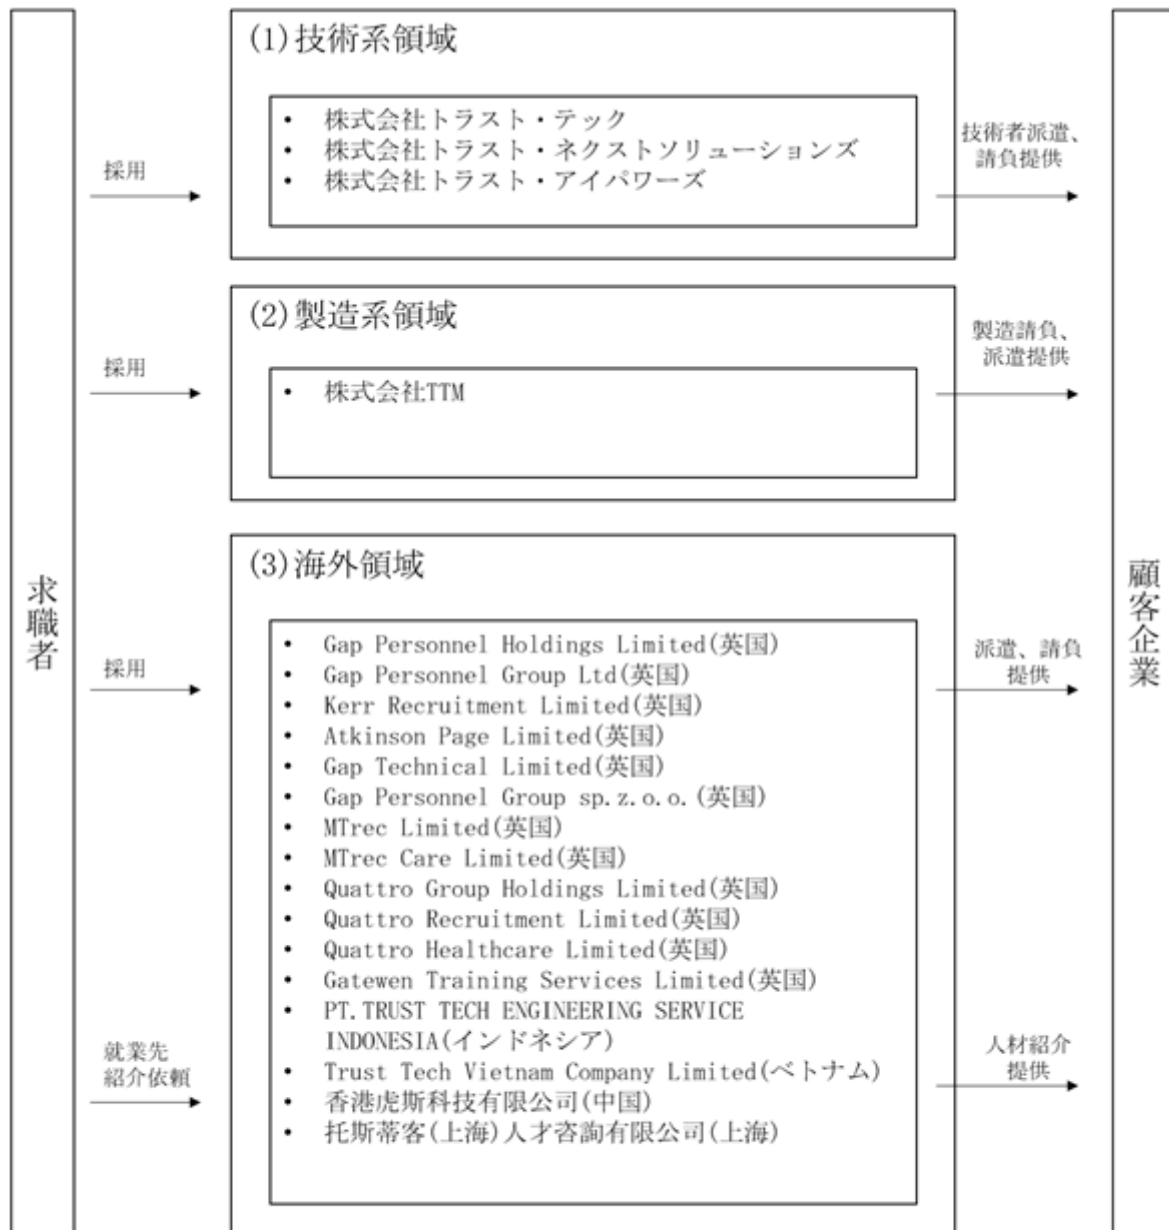 (1)技術系領域
• 株式会社トラスト・テック
• 株式会社トラスト・ネクストソリューションズ
• 株式会社トラスト・アイパワーズ
採用
技術者派遣、
請負提供
(2)製造系領域
• 株式会社TTM
採用
製造請負、
派遣提供
求職者
(3)海外領域
• Gap Personnel Holdings Limited(英国)
• Gap Personnel Group Ltd(英国)
• Kerr Recruitment Limited(英国)
• Atkinson Page Limited(英国)
• Gap Technical Limited(英国)
• Gap Personnel Group sp.z.o.o.(英国)
• MTrec Limited(英国)
• MTrec Care Limited(英国)
• Quattro Group Holdings Limited(英国)
• Quattro Recruitment Limited(英国)
• Quattro Healthcare Limited(英国)
• Gatewen Training Services Limited(英国)
• PT.TRUST TECH ENGINEERING SERVICE
INDONESIA(インドネシア)
• Trust Tech Vietnam Company Limited(ベトナム)
• 香港虎斯科技有限公司(中国)
• 托斯蒂客(上海)人才咨詢有限公司(上海)
採用
派遣、請負
提供
就業先
紹介依頼
人材紹介
提供
顧客企業